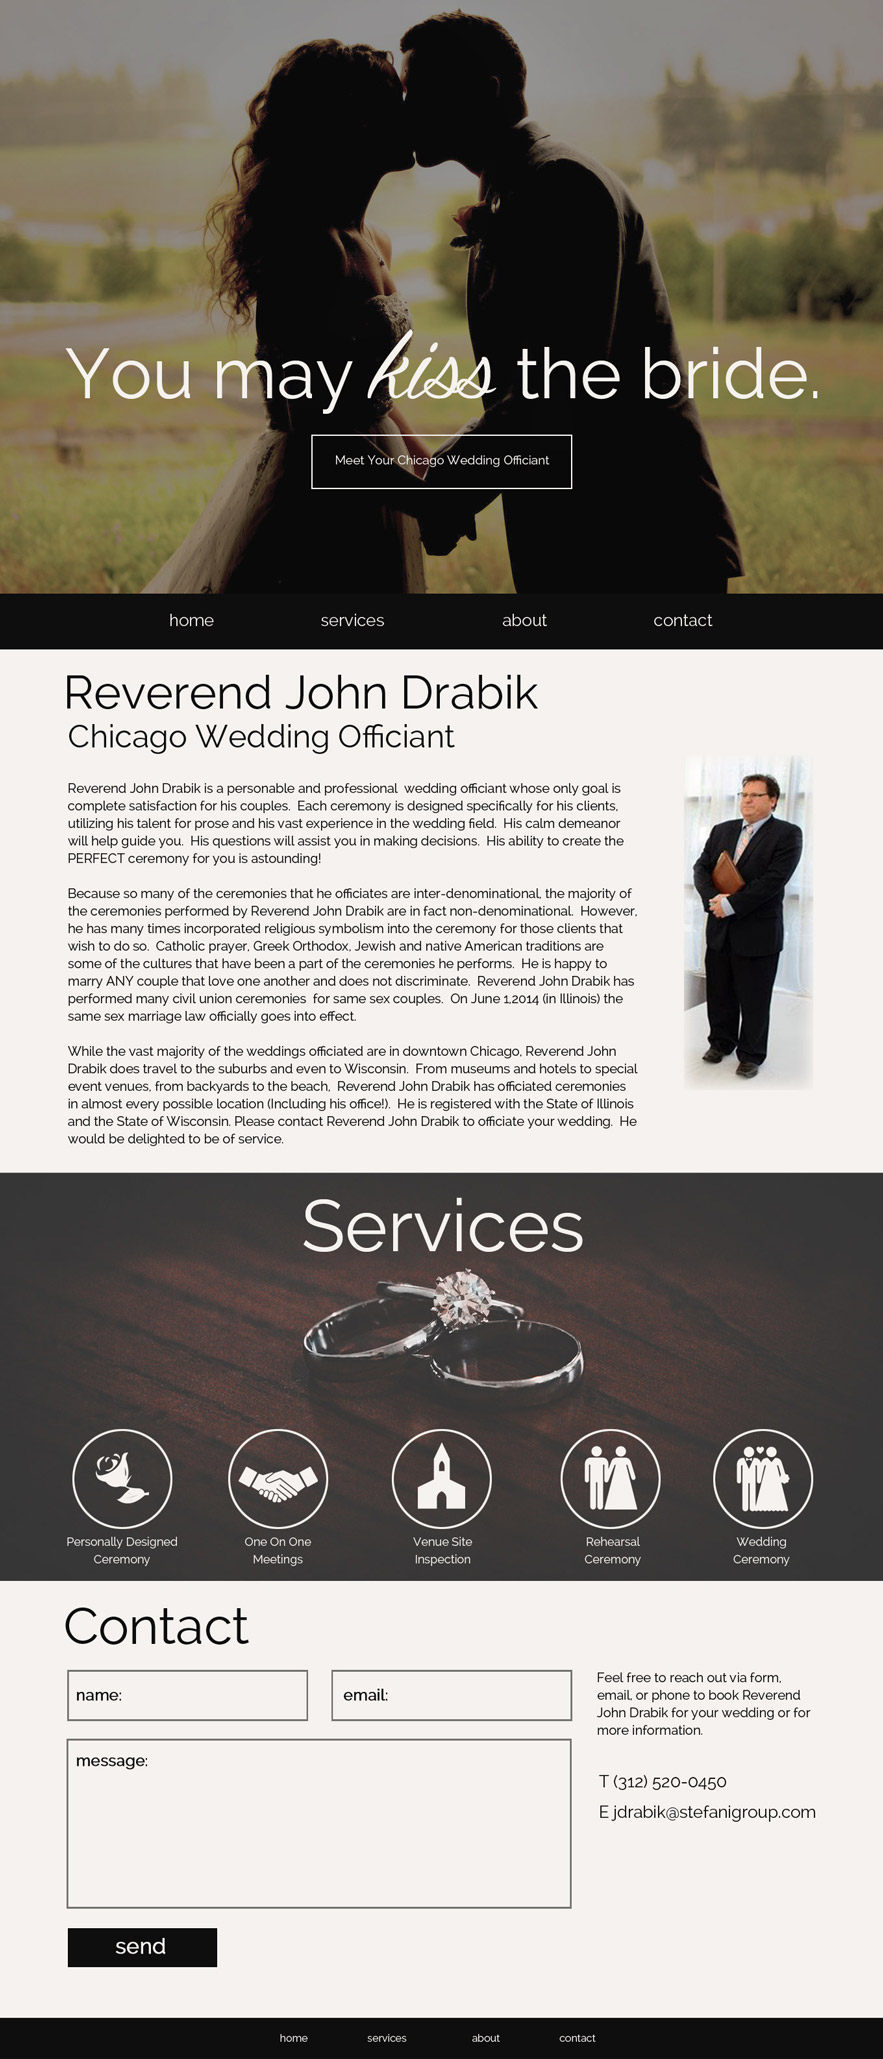 You may kiss the bride.
Meet Your Chicago Wedding Officiant
home services about contact
Reverend John Drabik
Chicago Wedding Officiant
Reverend John Drabik is a personable and professional  wedding officiant whose only goal is
complete satisfaction for his couples.  Each ceremony is designed specifically for his clients,
utilizing his talent for prose and his vast experience in the wedding field.  His calm demeanor
will help guide you.  His questions will assist you in making decisions.  His ability to create the
PERFECT ceremony for you is astounding!
Because so many of the ceremonies that he officiates are inter-denominational, the majority of
the ceremonies performed by Reverend John Drabik are in fact non-denominational.  However,
he has many times incorporated religious symbolism into the ceremony for those clients that
wish to do so.  Catholic prayer, Greek Orthodox, Jewish and native American traditions are
some of the cultures that have been a part of the ceremonies he performs.  He is happy to
marry ANY couple that love one another and does not discriminate.  Reverend John Drabik has
performed many civil union ceremonies  for same sex couples.  On June 1,2014 (in Illinois) the
same sex marriage law officially goes into effect.
While the vast majority of the weddings officiated are in downtown Chicago, Reverend John
Drabik does travel to the suburbs and even to Wisconsin.  From museums and hotels to special
event venues, from backyards to the beach,  Reverend John Drabik has officiated ceremonies
in almost every possible location (Including his office!).  He is registered with the State of Illinois
and the State of Wisconsin. Please contact Reverend John Drabik to officiate your wedding.  He
would be delighted to be of service.
Services
Personally Designed
Ceremony
One On One
Meetings
Venue Site
Inspection
Rehearsal
Ceremony
Wedding
Ceremony
Contact
name:
email:
message:
send
Feel free to reach out via form,
email, or phone to book Reverend
John Drabik for your wedding or for
more information.
T (312) 520-0450
E jdrabik@stefanigroup.com
home services about contact